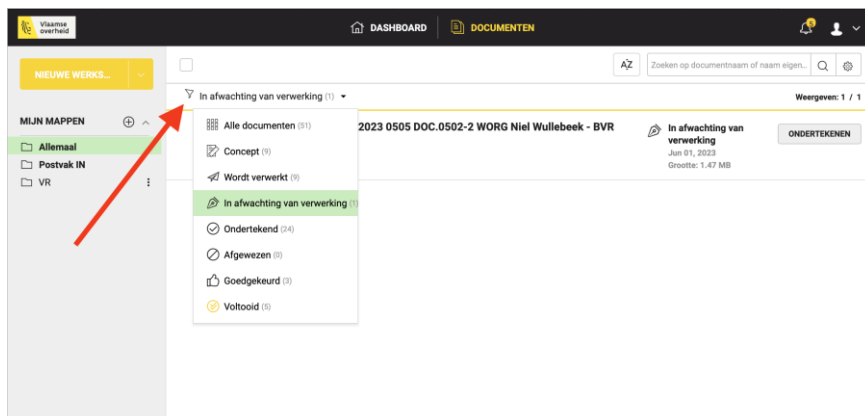 Vlaamse
overheid
DASHBOARD
DOCUMENTEN
6
NIEUWE WERKS...
AZ
Zoeken op documentnaam of naam eigen...
In afwachting van verwerking (1)
Weergeven: 1 / 1
MIJN MAPPEN
Allemaal
Postvak IN
VR
Alle documenten (51)
Concept (9)
Wordt verwerkt (9)
In afwachting van verwerking (1)
Ondertekend (24)
Afgewezen (0)
Goedgekeurd (3)
Voltooid (5)
2023 0505 DOC.0502-2 WORG Niel Wullebeek - BVR
In afwachting van
verwerking
Jun 01, 2023
Grootte: 1.47 MB
ONDERTEKENEN